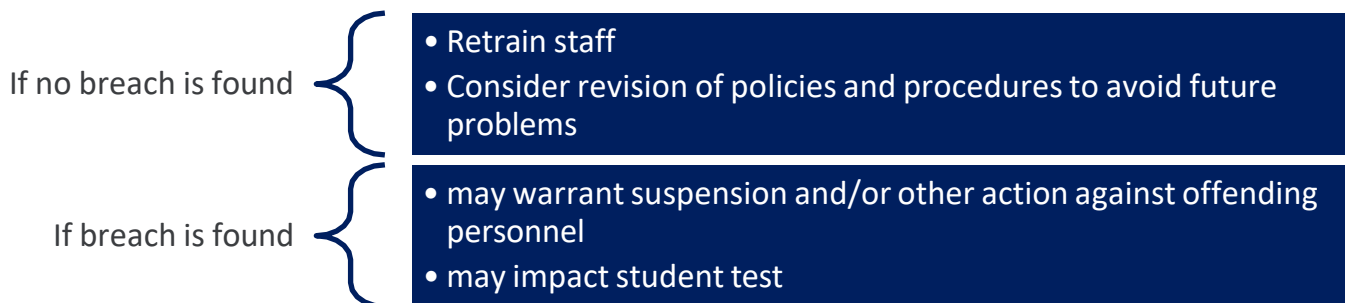 If no breach is found
• Retrain staff
• Consider revision of policies and procedures to avoid future
problems
If breach is found
• may warrant suspension and/or other action against offending
personnel
• may impact student test